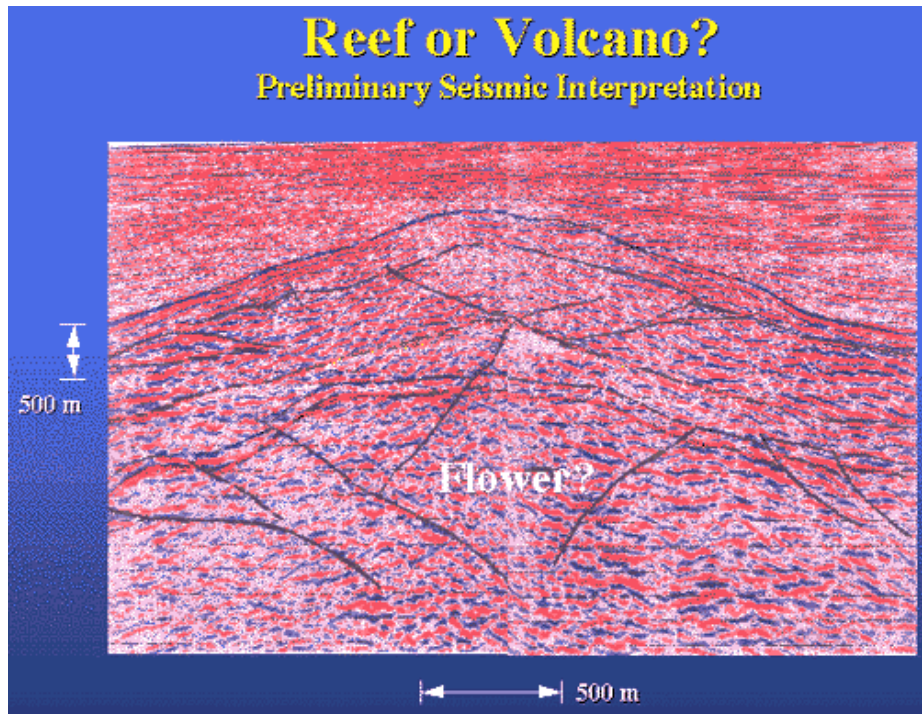 Reef or Volcano?
Preliminary Seismic Interpretation
500 m
Flower?
500 m